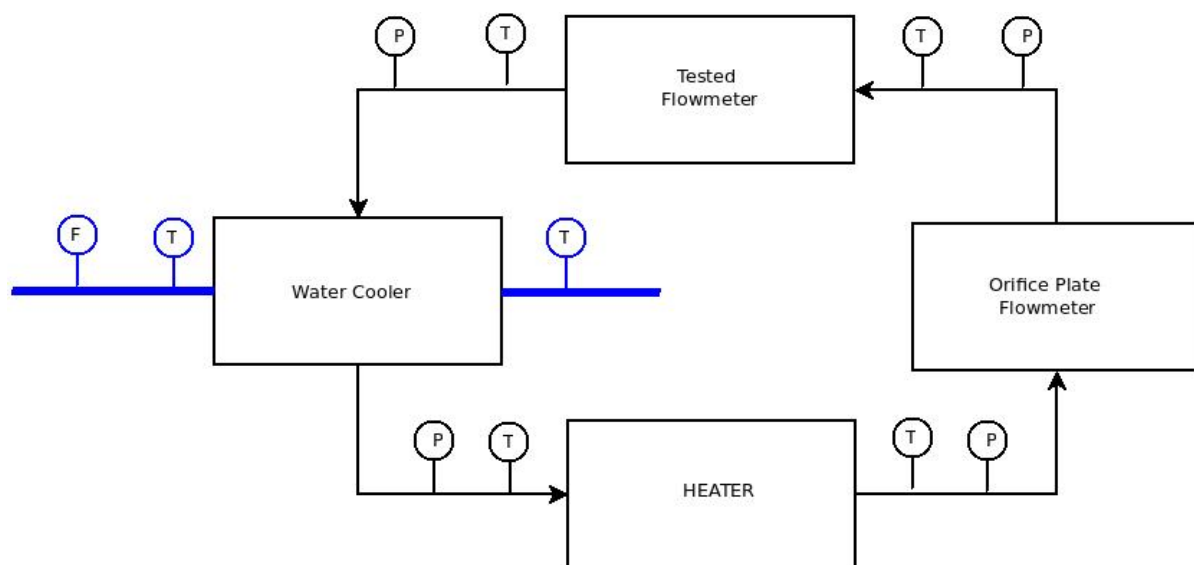 P
T
T
P
Tested
Flowmeter
F
T
T
Water Cooler
Orifice Plate
Flowmeter
P
T
T
P
HEATER